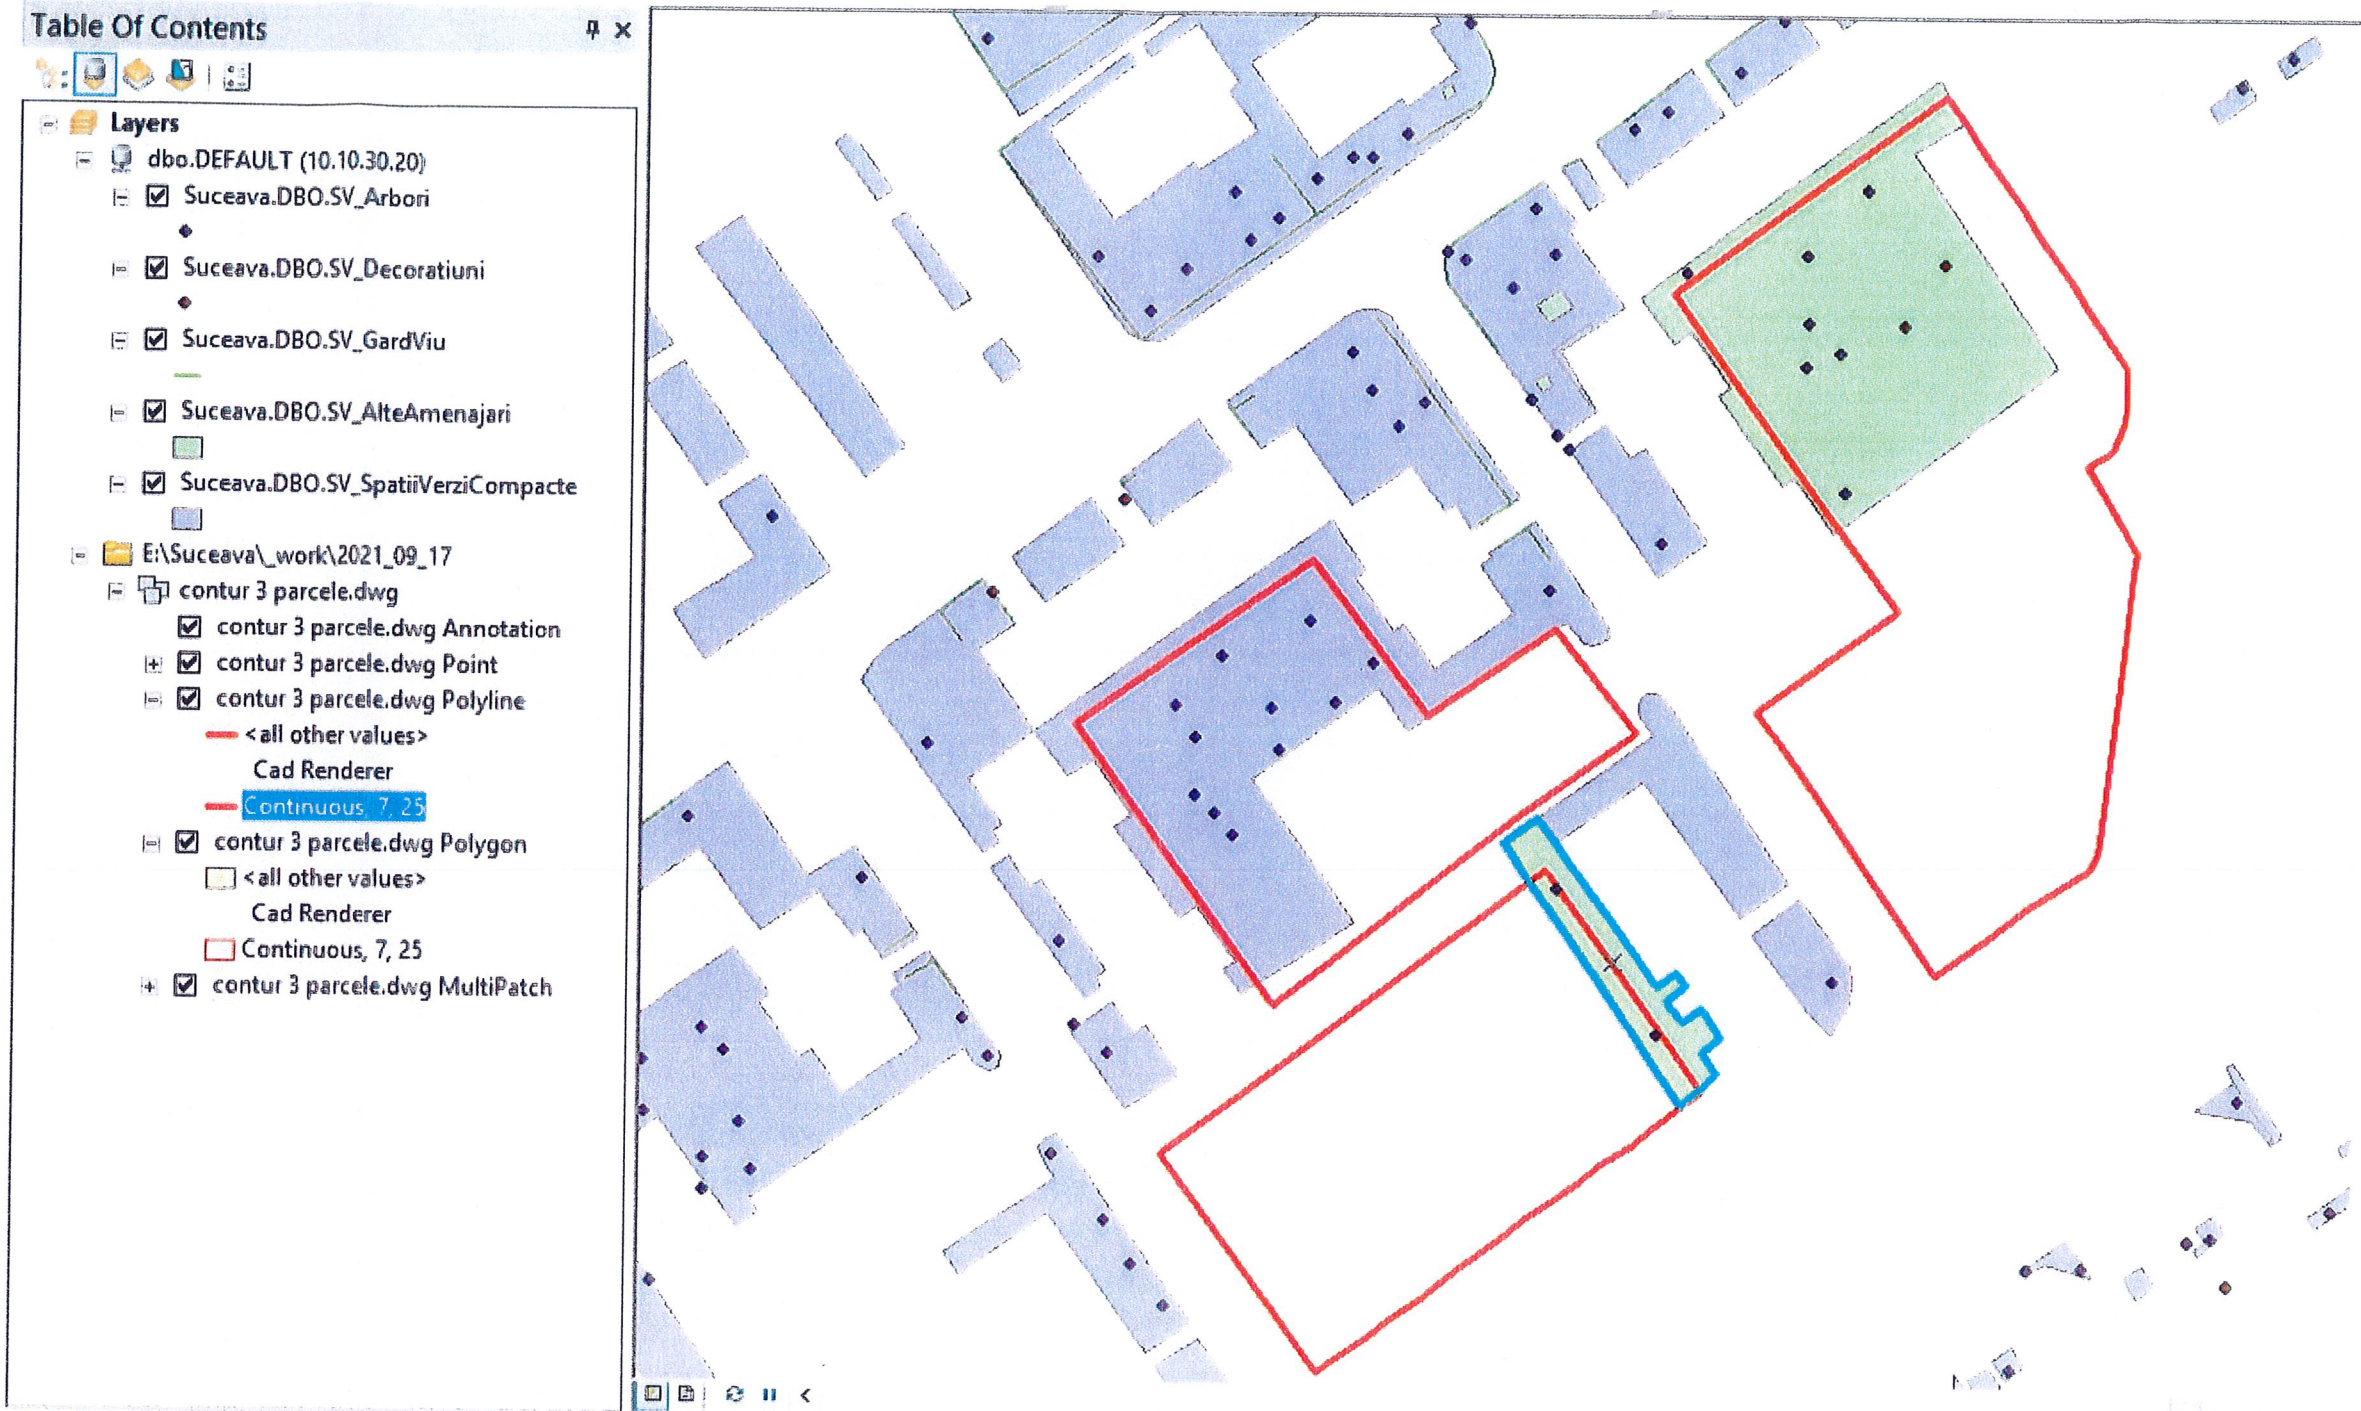 Table Of Contents
Layers
dbo.DEFAULT (10.10.30.20)
Suceava.DBO.SV_Arbori
Suceava.DBO.SV_Decoratiuni
Suceava.DBO.SV_GardViu
Suceava.DBO.SV_AlteAmenajari
Suceava.DBO.SV_SpatiiVerziCompacte
E:\Suceava\_work\2021_09_17
contur 3 parcele.dwg
contur 3 parcele.dwg Annotation
contur 3 parcele.dwg Point
contur 3 parcele.dwg Polyline
<all other values>
Cad Renderer
Continuous, 7, 25
contur 3 parcele.dwg Polygon
<all other values>
Cad Renderer
Continuous, 7, 25
contur 3 parcele.dwg MultiPatch